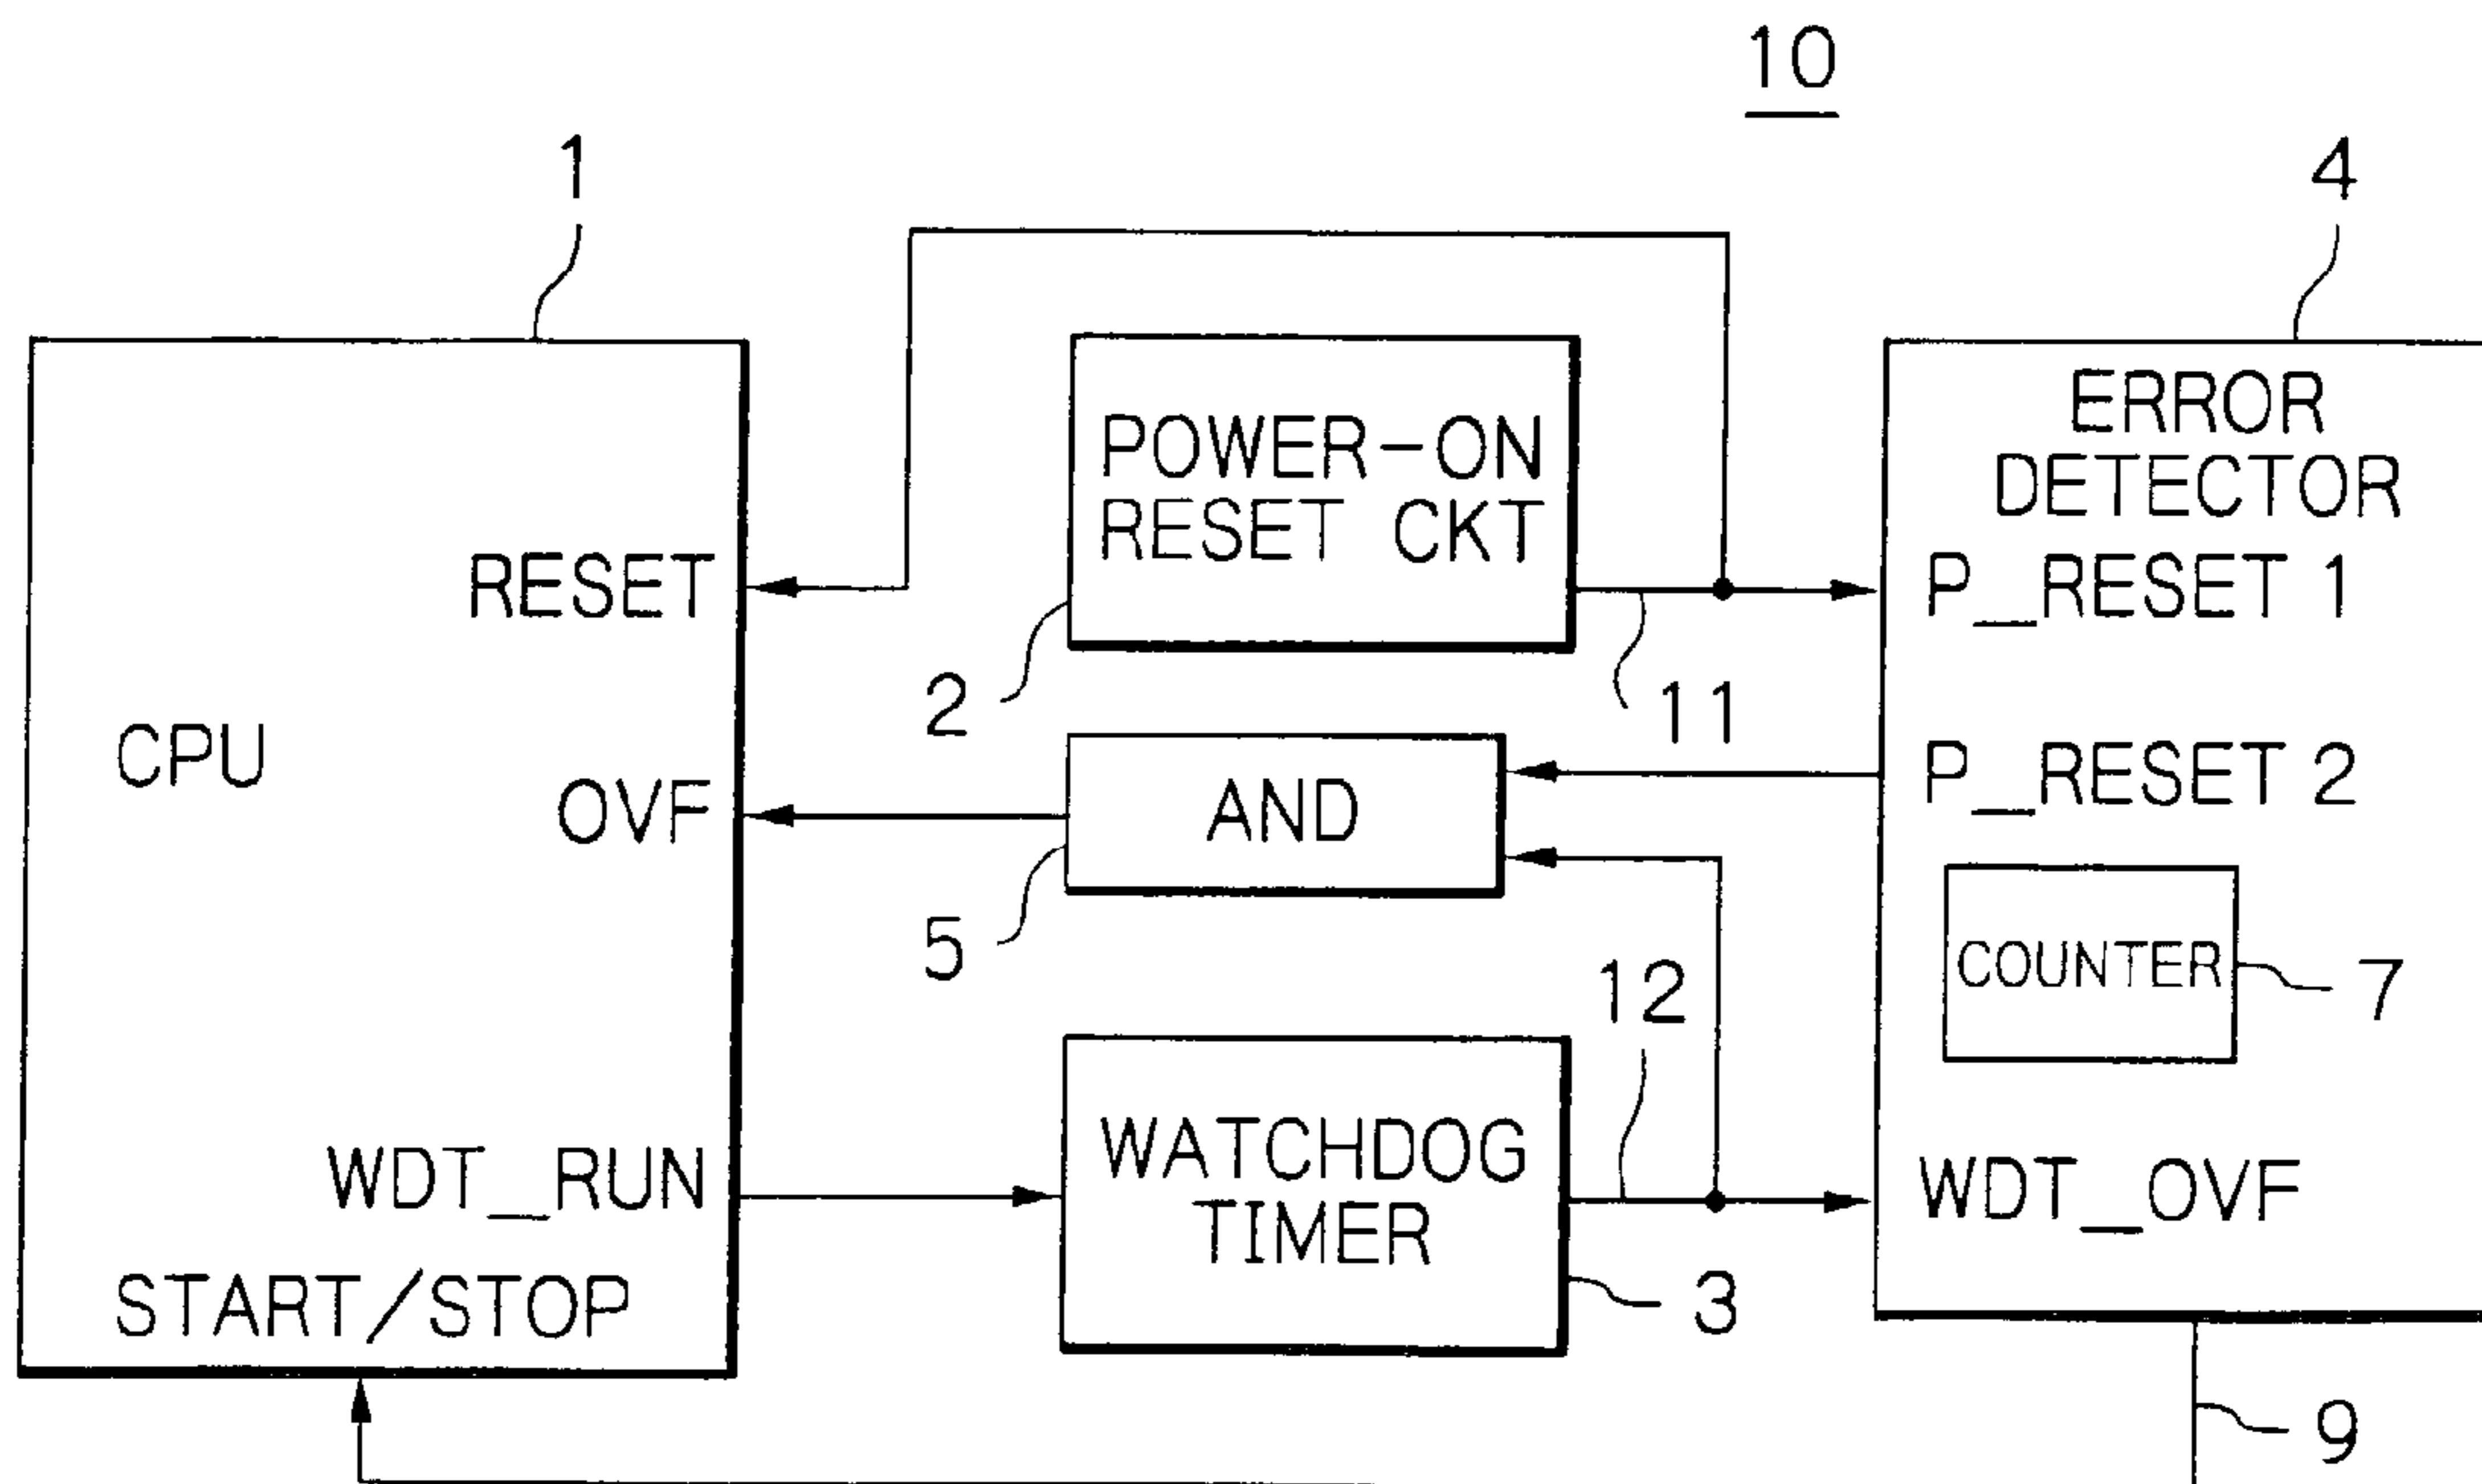 10
1
4
POWER-ON
RESET CKT
ERROR
DETECTOR
RESET
P_RESET 1
2
11
CPU
P_RESET 2
OVF
AND
5
COUNTER
7
12
WDT_RUN
WATCHDOG
TIMER
WDT_OVF
START/STOP
3
9